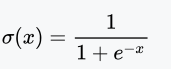 σ(x) = 1 / (1 + e^{-x})